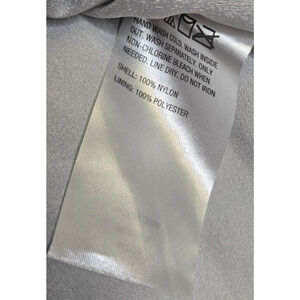 HAND WASH COLD. WASH INSIDE
OUT. WASH SEPARATELY. ONLY
NON-CHLORINE BLEACH WHEN
NEEDED. LINE DRY. DO NOT IRON
SHELL: 100% NYLON
LINING: 100% POLYESTER